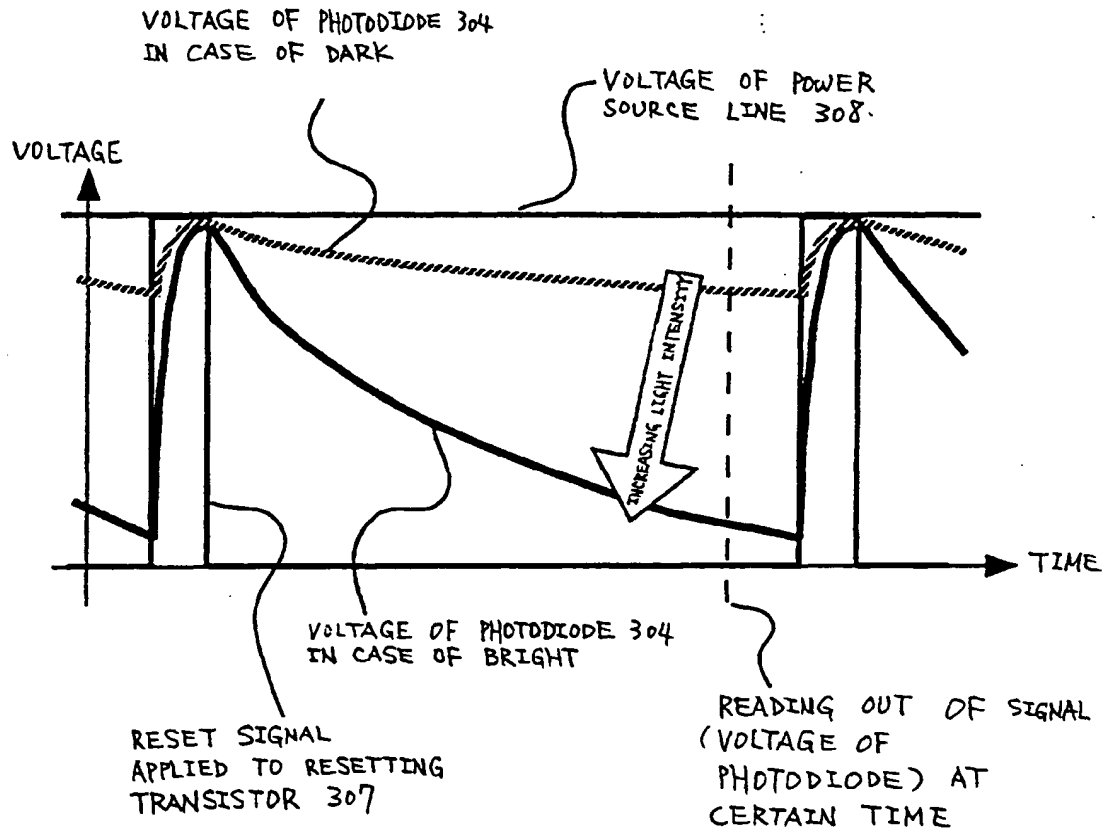 VOLTAGE OF PHOTODIODE 304
IN CASE OF DARK
VOLTAGE OF POWER
SOURCE LINE 308.
VOLTAGE
INCREASING LIGHT INTENSITY
TIME
VOLTAGE OF PHOTODIODE 304
IN CASE OF BRIGHT
RESET SIGNAL
APPLIED TO RESETTING
TRANSISTOR 307
READING OUT OF SIGNAL
(VOLTAGE OF
PHOTODIODE) AT
CERTAIN TIME